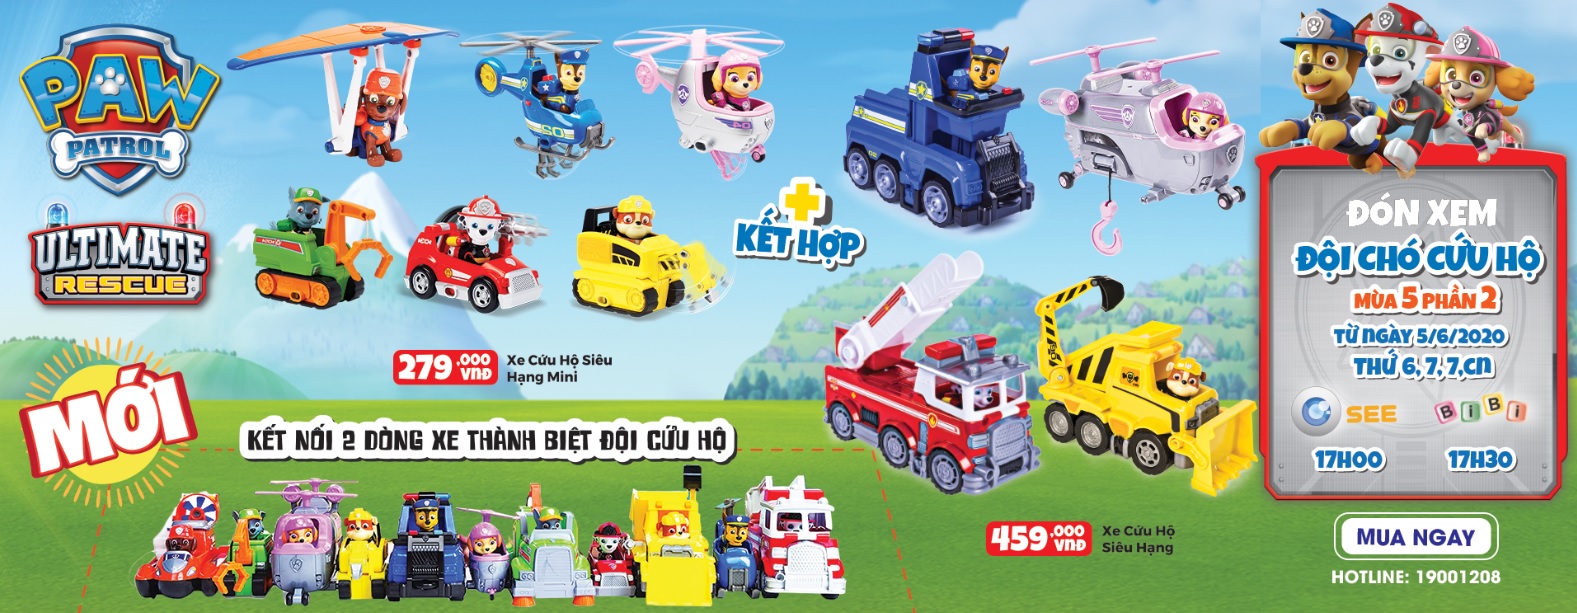 PAW
PATROL
ULTIMATE
RESCUE
KẾT HỢP
279.000
VNĐ
Xe Cứu Hộ Siêu
Hạng Mini
MỚI
KẾT NỐI 2 DÒNG XE THÀNH BIỆT ĐỘI CỨU HỘ
459.000
VNĐ
Xe Cứu Hộ
Siêu Hạng
ĐÓN XEM
ĐỘI CHÓ CỨU HỘ
MÙA 5 PHẦN 2
TỪ NGÀY 5/6/2020
THỨ 6, 7, 7,CN
SEE BiBi
17H00 17H30
MUA NGAY
HOTLINE: 19001208